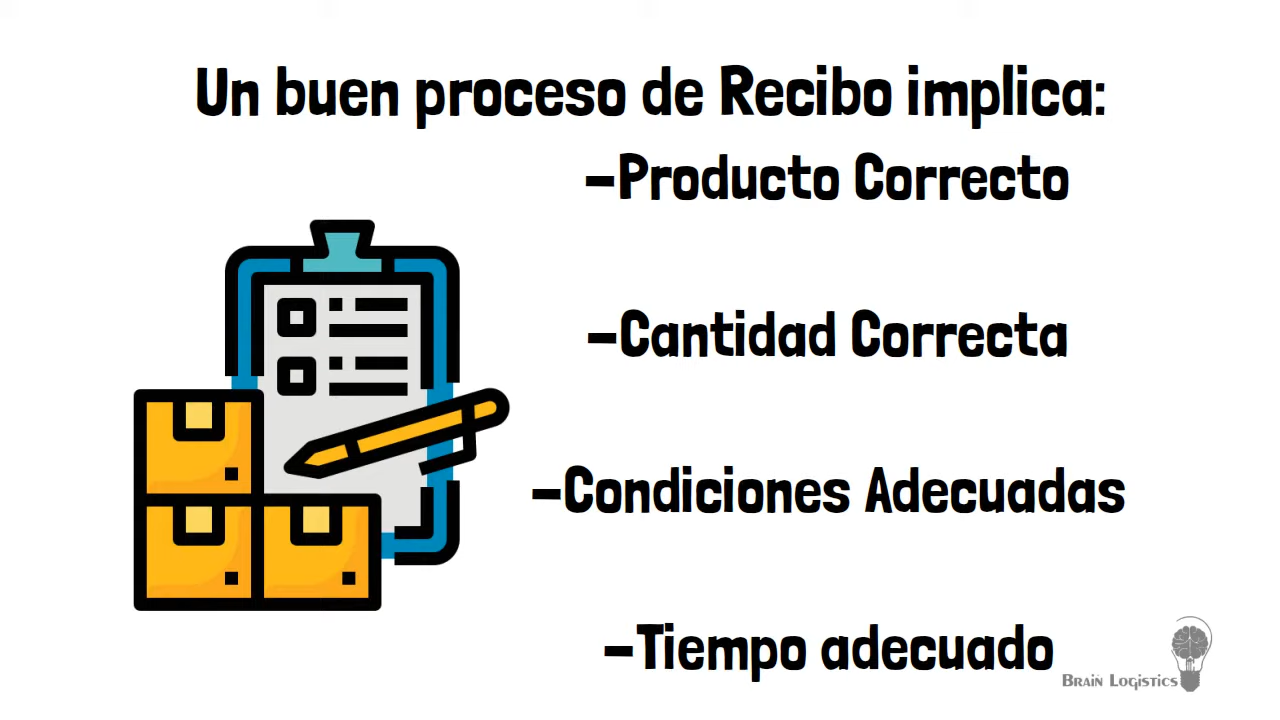 Un buen proceso de Recibo implica:
-Producto Correcto
-Cantidad Correcta
-Condiciones Adecuadas
-Tiempo adecuado
Brain Logistics